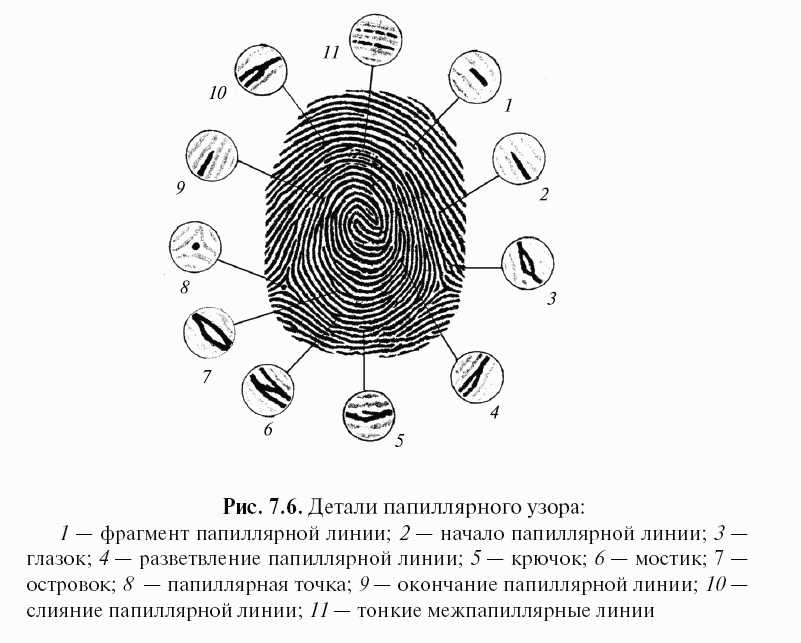 11
10
1
9
2
8
3
7
6
5
4
Рис. 7.6. Детали папиллярного узора:
1 — фрагмент папиллярной линии; 2 — начало папиллярной линии; 3 —
глазок; 4 — разветвление папиллярной линии; 5 — крючок; 6 — мостик; 7 —
островок; 8 — папиллярная точка; 9 — окончание папиллярной линии; 10 —
слияние папиллярной линии; 11 — тонкие межпапиллярные линии